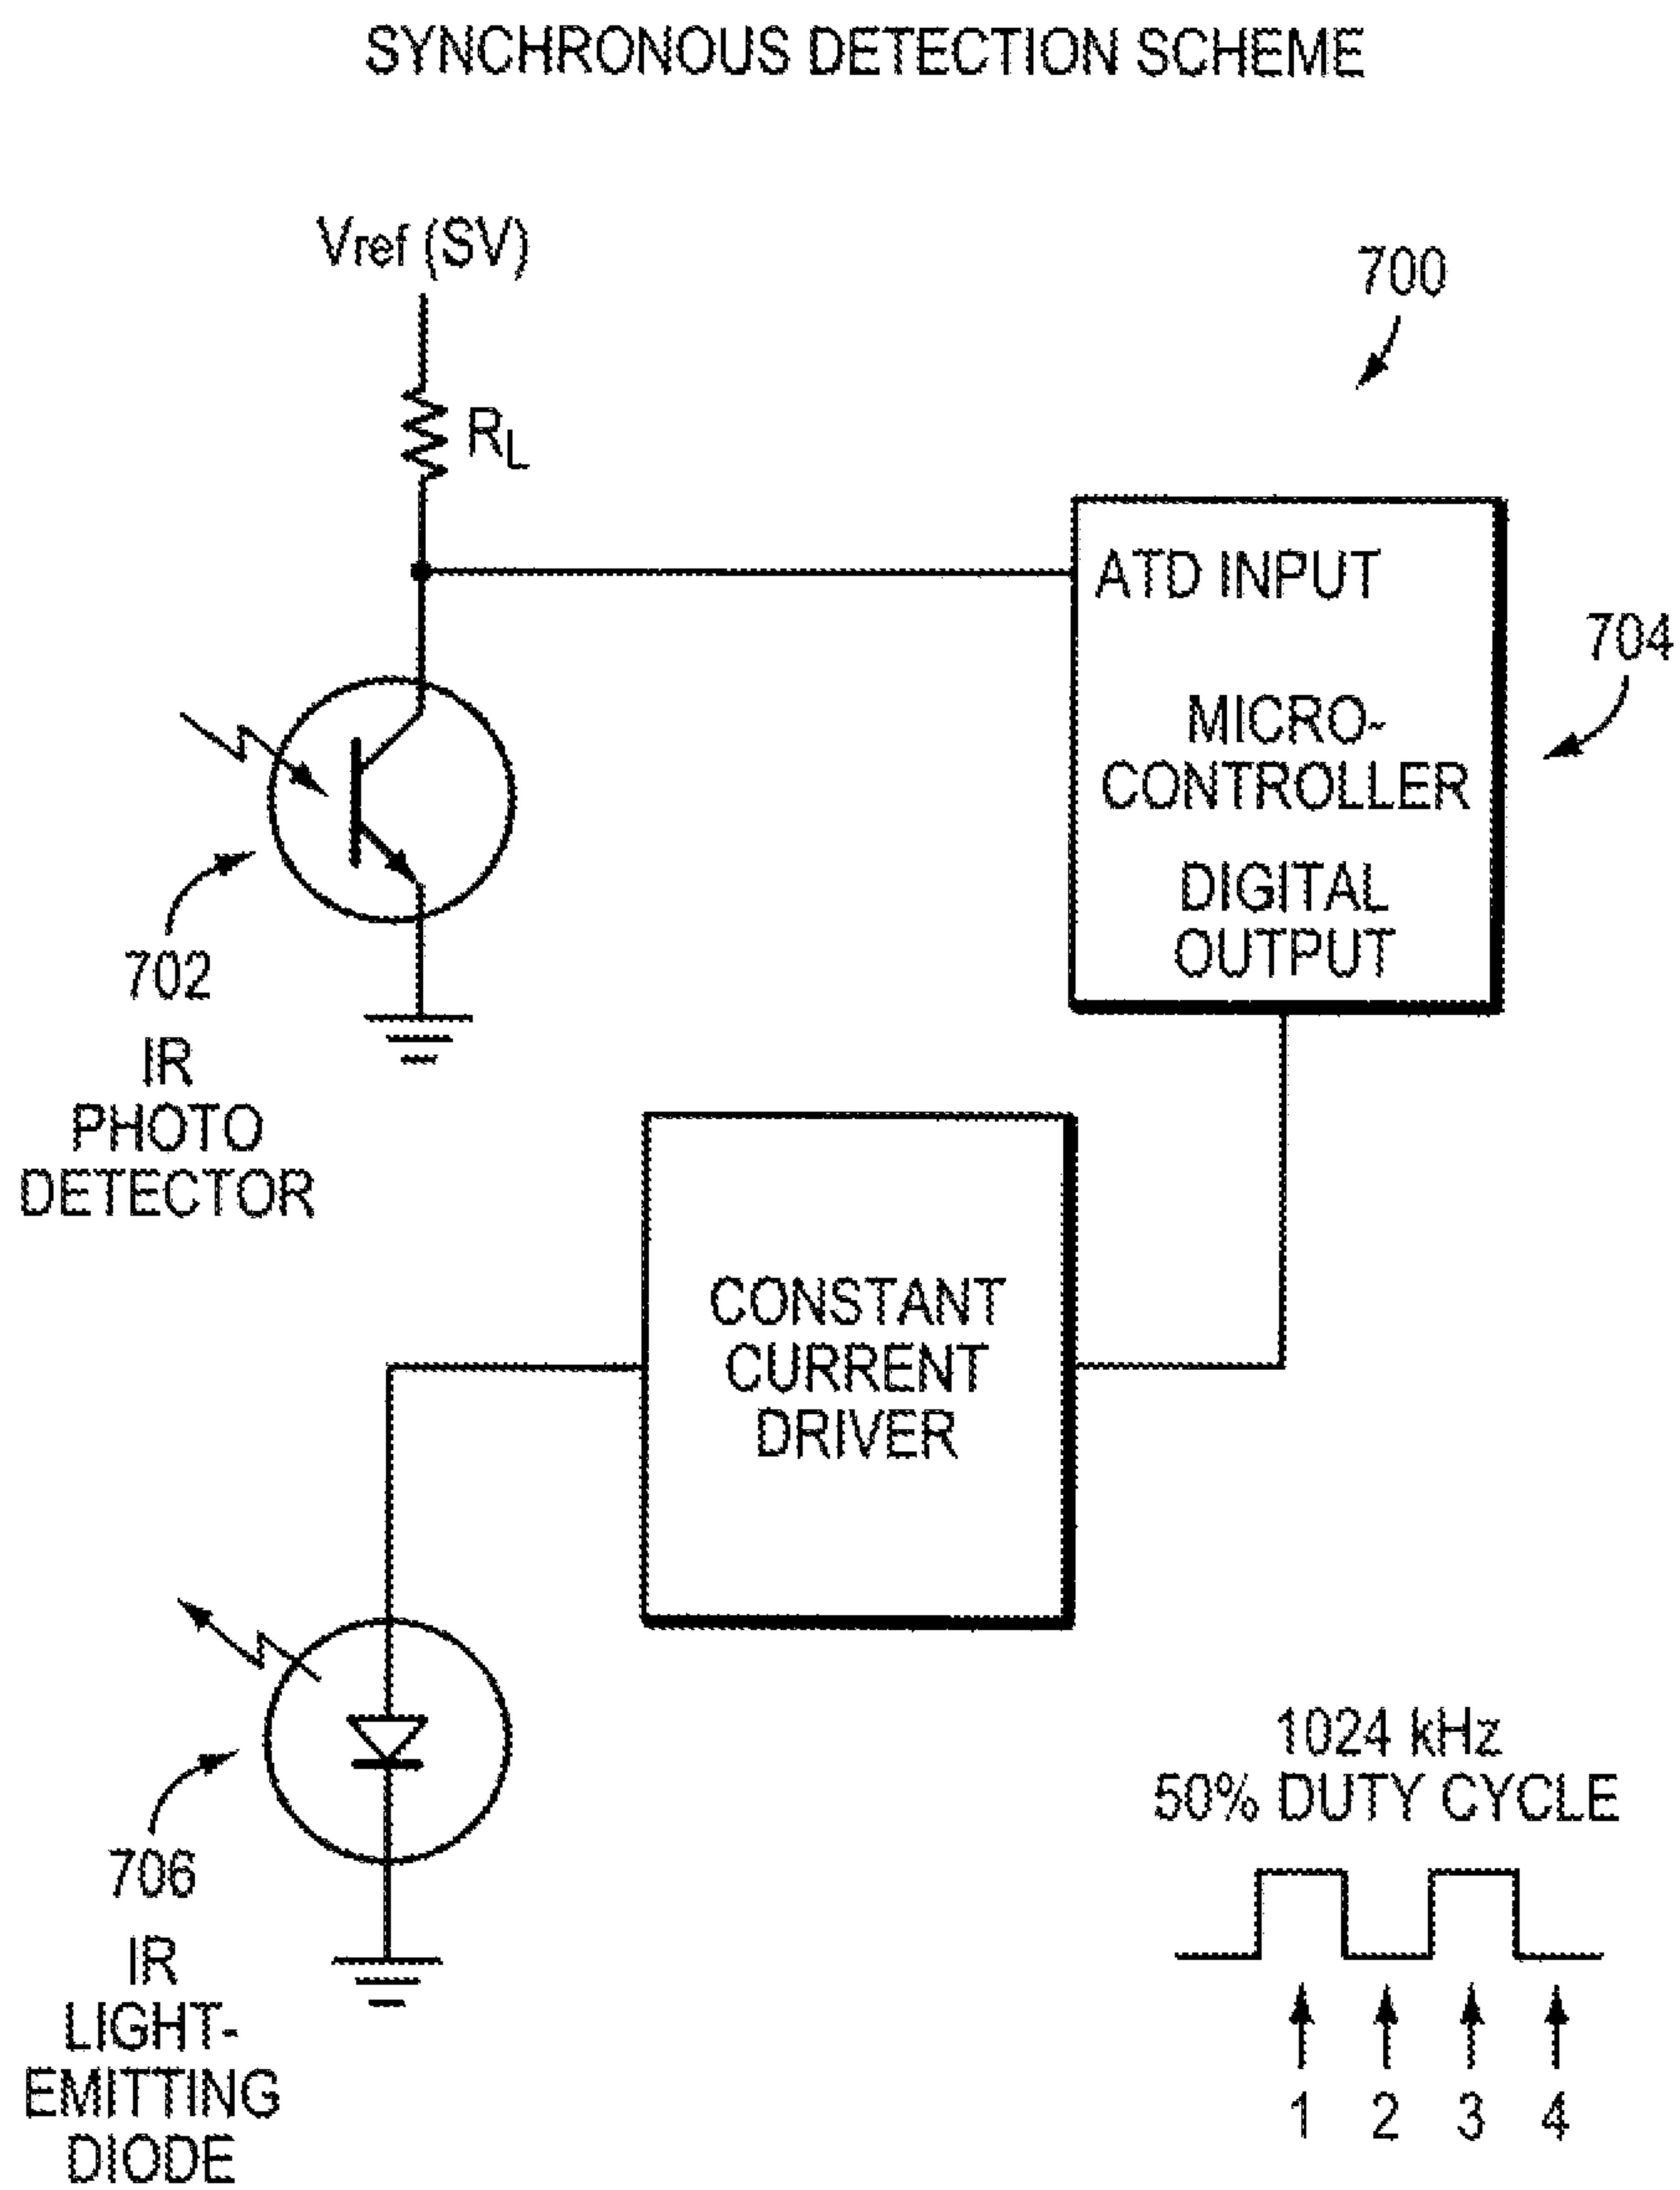 SYNCHRONOUS DETECTION SCHEME
Vref (SV)
700
RL
ATD INPUT
704
MICRO-
CONTROLLER
DIGITAL
OUTPUT
702
IR
PHOTO
DETECTOR
CONSTANT
CURRENT
DRIVER
706
IR
LIGHT-
EMITTING
DIODE
1024 kHz
50% DUTY CYCLE
1 2 3 4